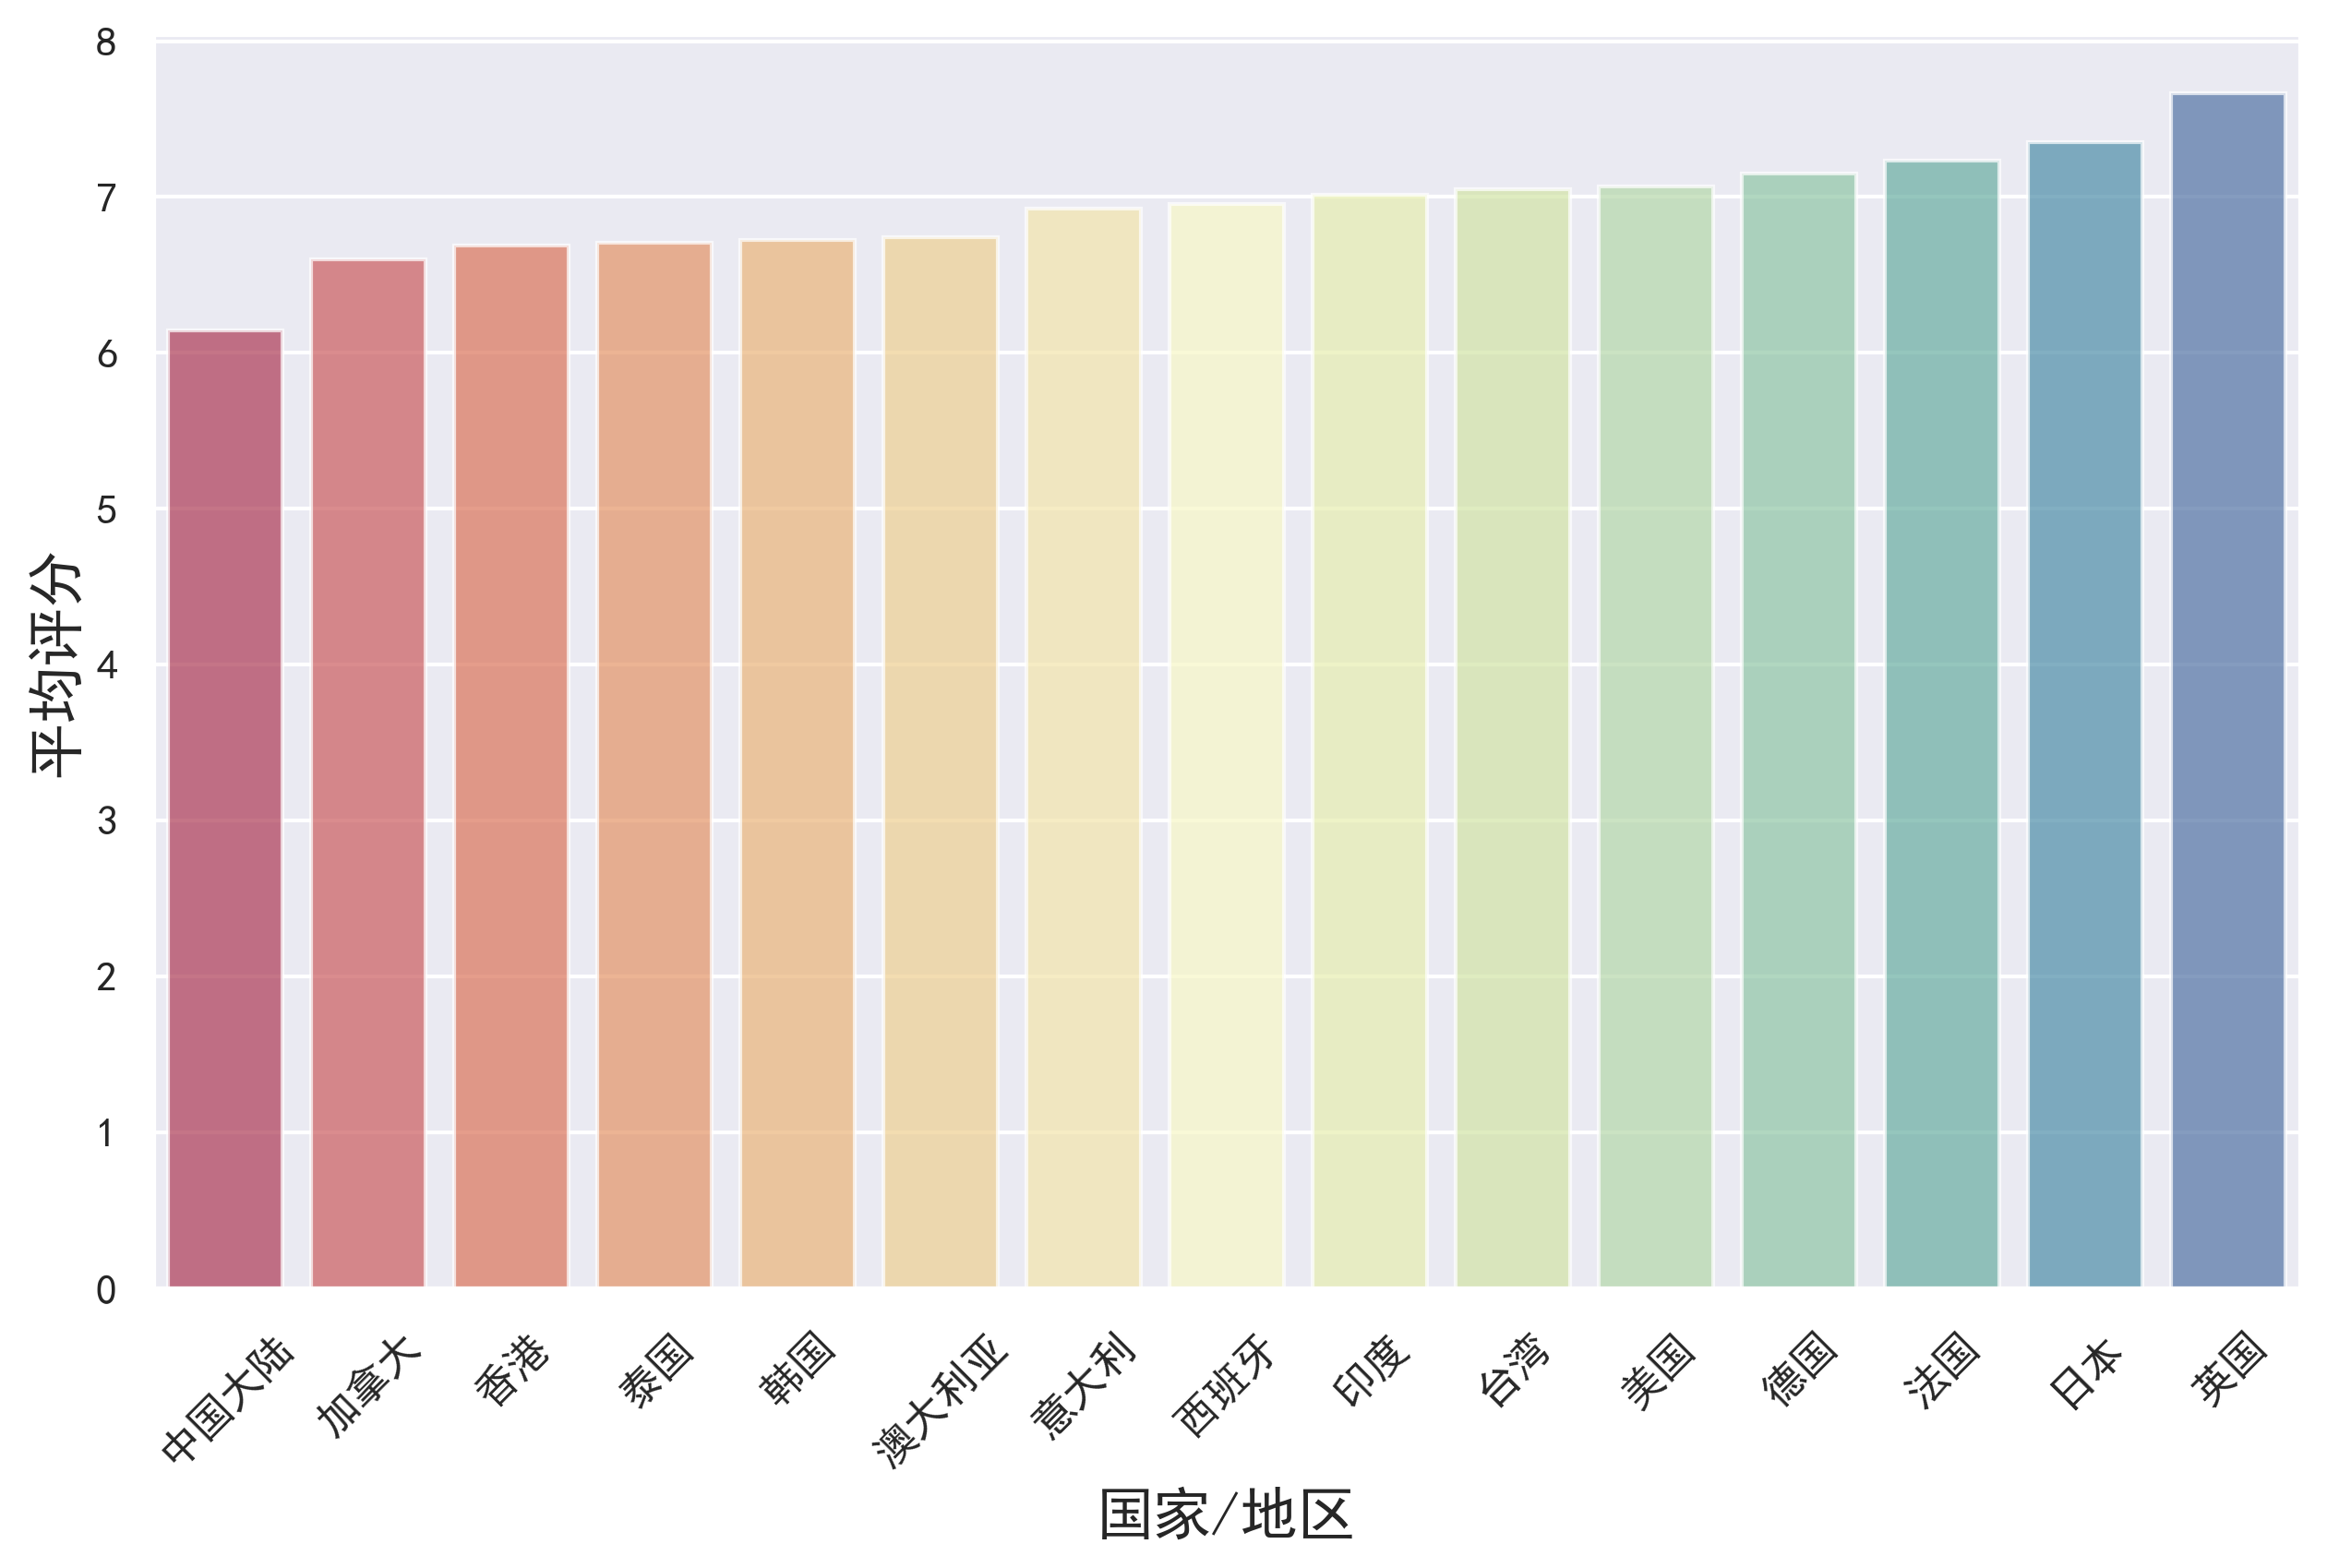 平均评分
8
7
6
5
4
3
2
1
0
中国大陆
加拿大
香港
泰国
韩国
澳大利亚
意大利
西班牙
印度
台湾
美国
德国
法国
日本
英国
国家/地区